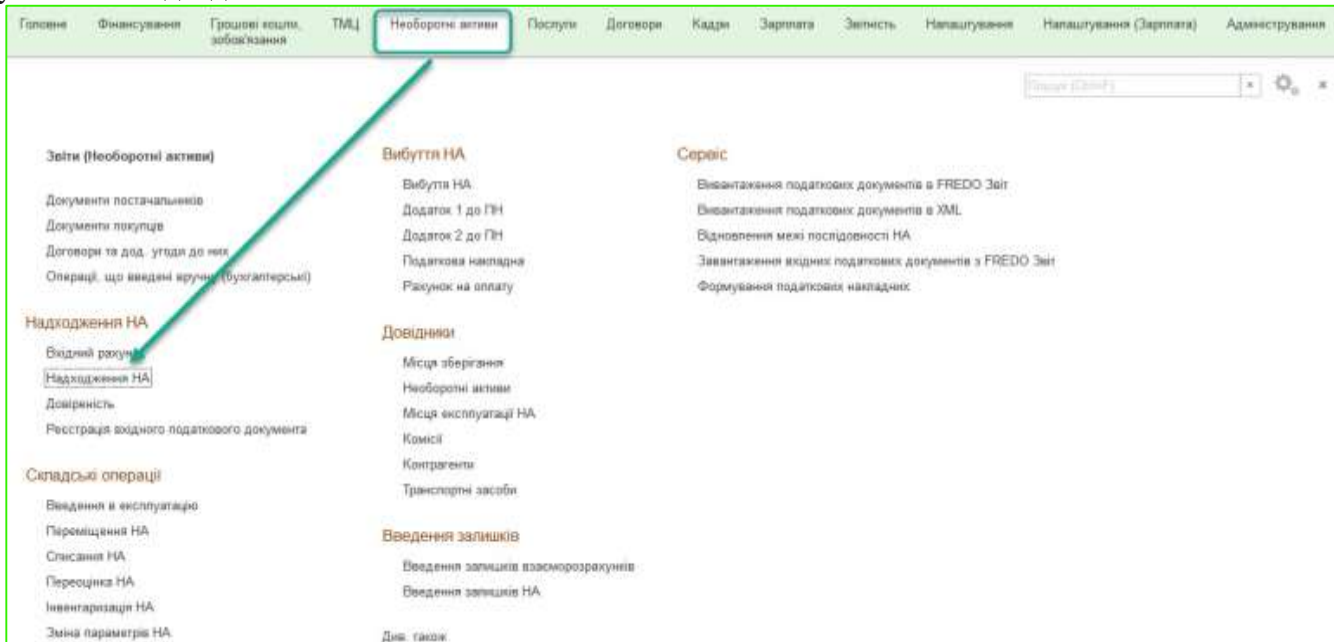 Головне Фінансування Грошові кошти, зобов'язання ТМЦ Необоротні активи Послуги Договори Кадри Зарплата Звітність Налаштування Налаштування (Зарплата) Адміністрування
Пошук (Ctrl+F)
Звіти (Необоротні активи)
Документи постачальників
Документи покупців
Договори та дод. угоди до них
Операції, що введені вручну (бухгалтерські)
Надходження НА
Вхідний рахунок
Надходження НА
Довіреність
Реєстрація вхідного податкового документа
Складські операції
Введення в експлуатацію
Переміщення НА
Списання НА
Переоцінка НА
Інвентаризація НА
Зміна параметрів НА
Вибуття НА
Вибуття НА
Додаток 1 до ПН
Додаток 2 до ПН
Податкова накладна
Рахунок на оплату
Довідники
Місця зберігання
Необоротні активи
Місця експлуатації НА
Комісії
Контрагенти
Транспортні засоби
Введення залишків
Введення залишків взаєморозрахунків
Введення залишків НА
Див. також
Сервіс
Вивантаження податкових документів в FREDO Звіт
Вивантаження податкових документів в XML
Відновлення межі послідовності НА
Завантаження вхідних податкових документів з FREDO Звіт
Формування податкових накладних